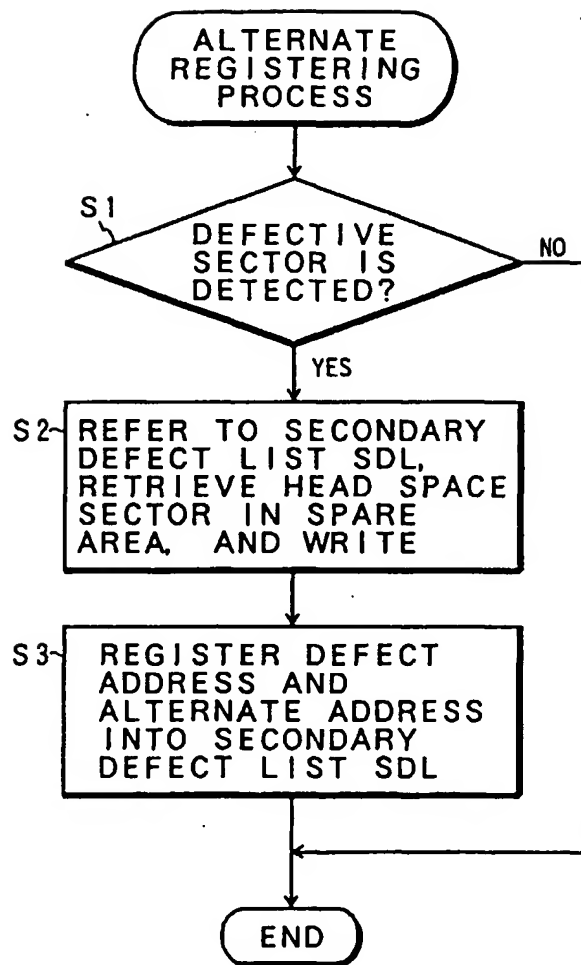 ALTERNATE
REGISTERING
PROCESS
S1
DEFECTIVE
SECTOR IS
DETECTED?
NO
YES
S2
REFER TO SECONDARY
DEFECT LIST SDL,
RETRIEVE HEAD SPACE
SECTOR IN SPARE
AREA, AND WRITE
S3
REGISTER DEFECT
ADDRESS AND
ALTERNATE ADDRESS
INTO SECONDARY
DEFECT LIST SDL
END